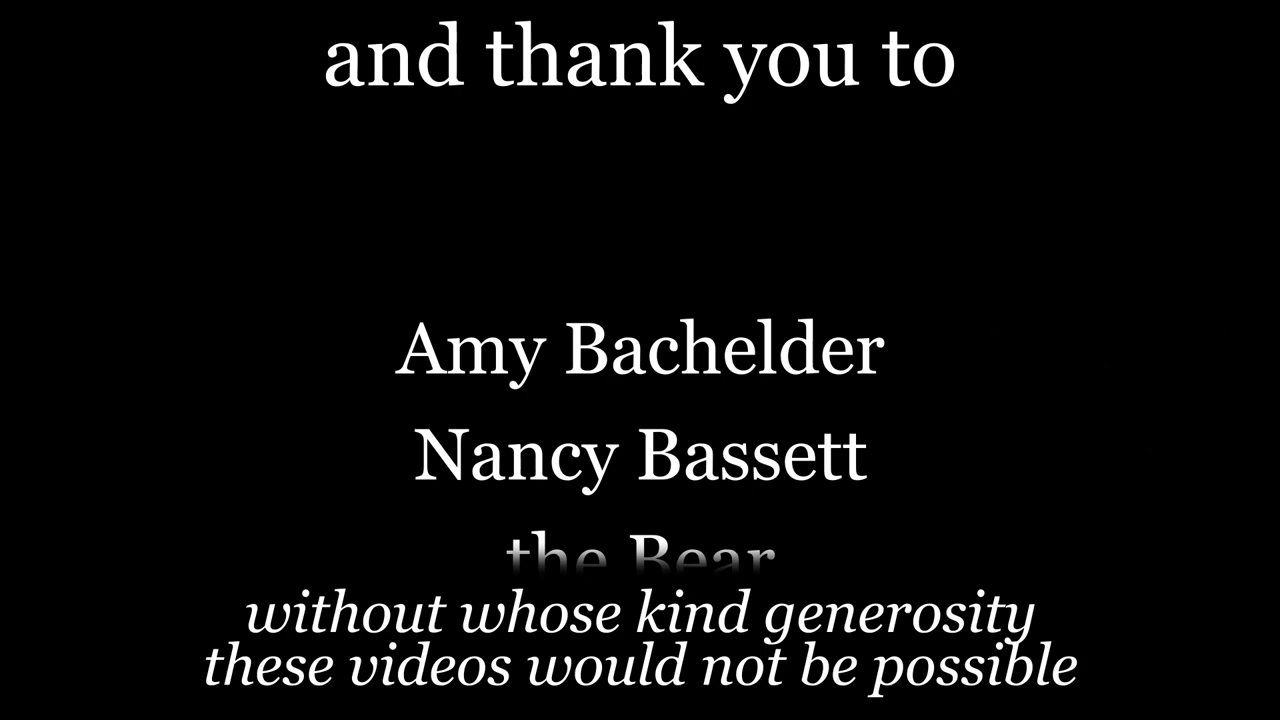 and thank you to
Amy Bachelder
Nancy Bassett
the Bear
without whose kind generosity
these videos would not be possible